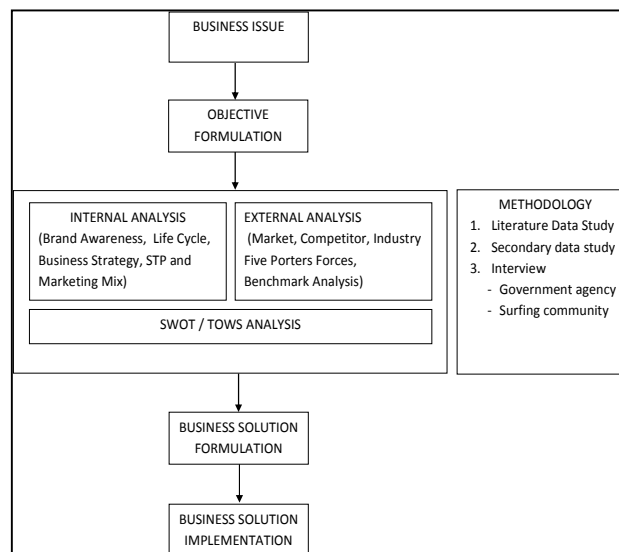 BUSINESS ISSUE
OBJECTIVE
FORMULATION
INTERNAL ANALYSIS
(Brand Awareness, Life Cycle,
Business Strategy, STP and
Marketing Mix)
EXTERNAL ANALYSIS
(Market, Competitor, Industry
Five Porters Forces,
Benchmark Analysis)
SWOT / TOWS ANALYSIS
METHODOLOGY
1. Literature Data Study
2. Secondary data study
3. Interview
- Government agency
- Surfing community
BUSINESS SOLUTION
FORMULATION
BUSINESS SOLUTION
IMPLEMENTATION